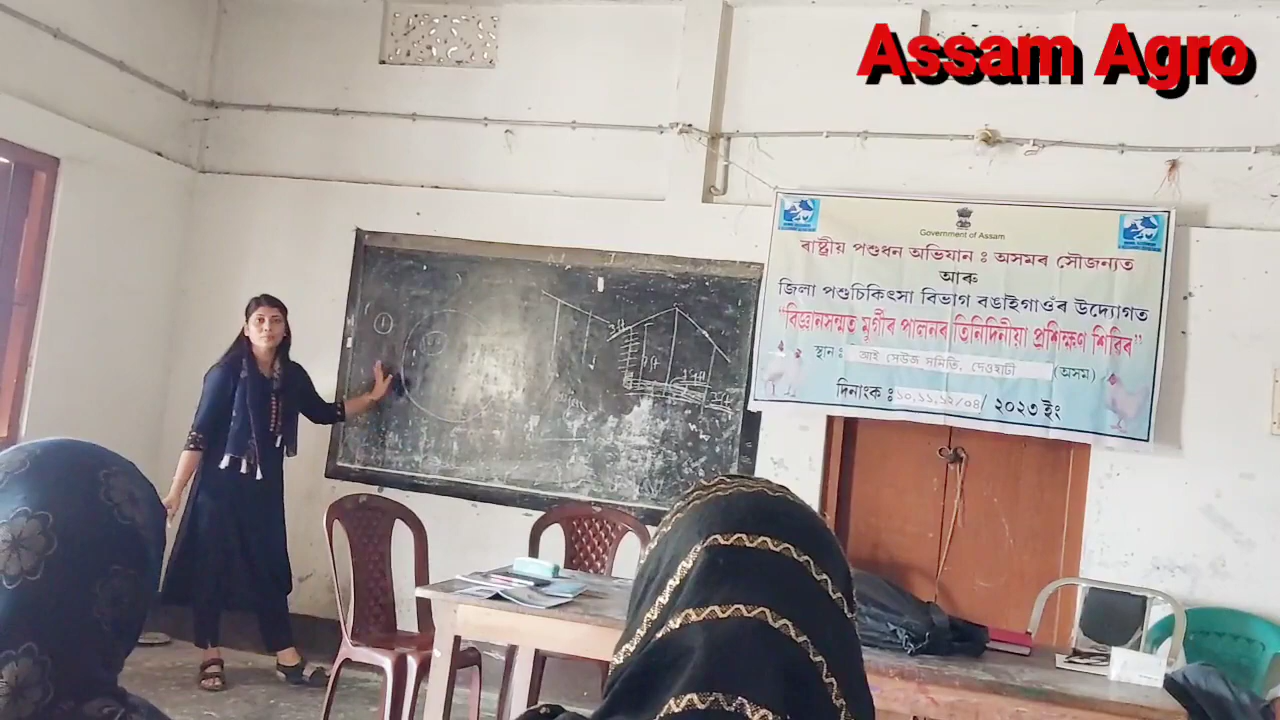 Assam Agro
Government of Assam
ৰাষ্ট্ৰীয় পশুধন অভিযান ঃ অসমৰ সৌজন্যত
আৰু
জিলা পশুচিকিৎসা বিভাগ বঙাইগাওঁৰ উদ্যোগত
“বিজ্ঞানসন্মত মুৰ্গীৰ পালনৰ তিনিদিনীয়া প্ৰশিক্ষণ শিৱিৰ”
স্থান ঃ আই সেউজ সমিতি, দেওহাটী (অসম)
দিনাংক ঃ ১০,১১,১২/০৪/ ২০২৩ ইং